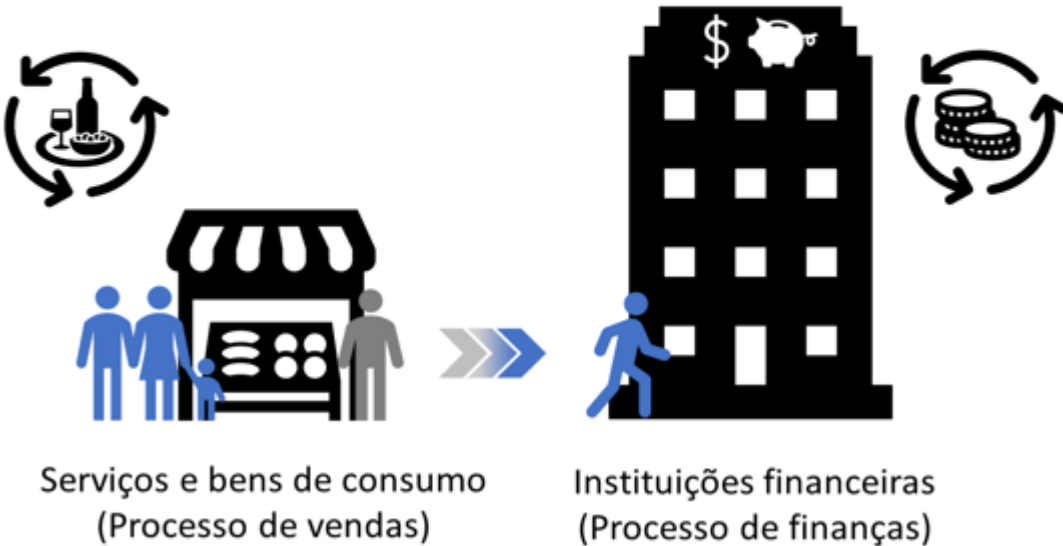 $
Serviços e bens de consumo
(Processo de vendas)
Instituições financeiras
(Processo de finanças)